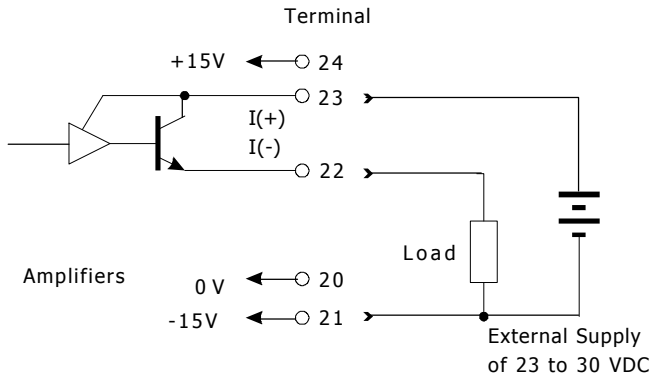 Terminal
+15V 24
23
I(+)
I(-)
22
Load
Amplifiers
0 V 20
-15V 21
External Supply
of 23 to 30 VDC